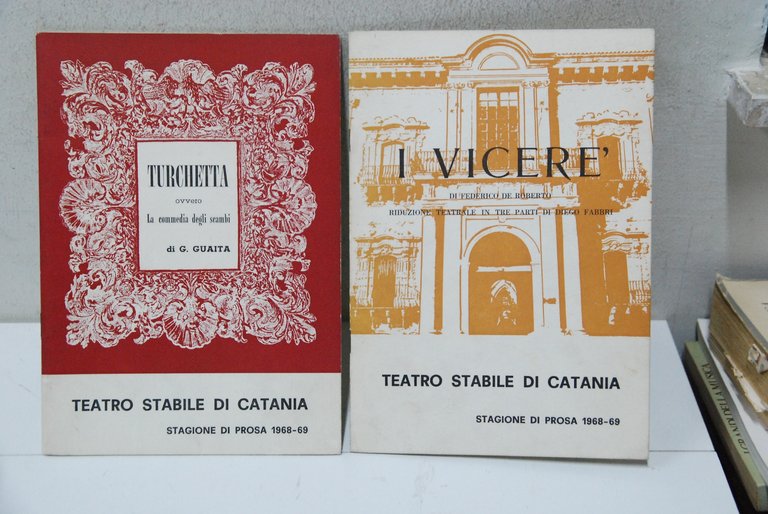 TURCHETTA
ovvero
La commedia degli scambi
di G. GUAITA
TEATRO STABILE DI CATANIA
STAGIONE DI PROSA 1968-69
I VICERE'
DI FEDERICO DE ROBERTO
RIDUZIONE TEATRALE IN TRE PARTI DI DIEGO FABBRI
TEATRO STABILE DI CATANIA
STAGIONE DI PROSA 1968-69